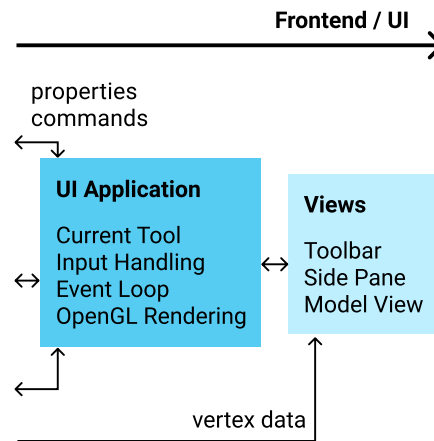 Frontend / UI
properties
commands
UI Application
Current Tool
Input Handling
Event Loop
OpenGL Rendering
Views
Toolbar
Side Pane
Model View
vertex data